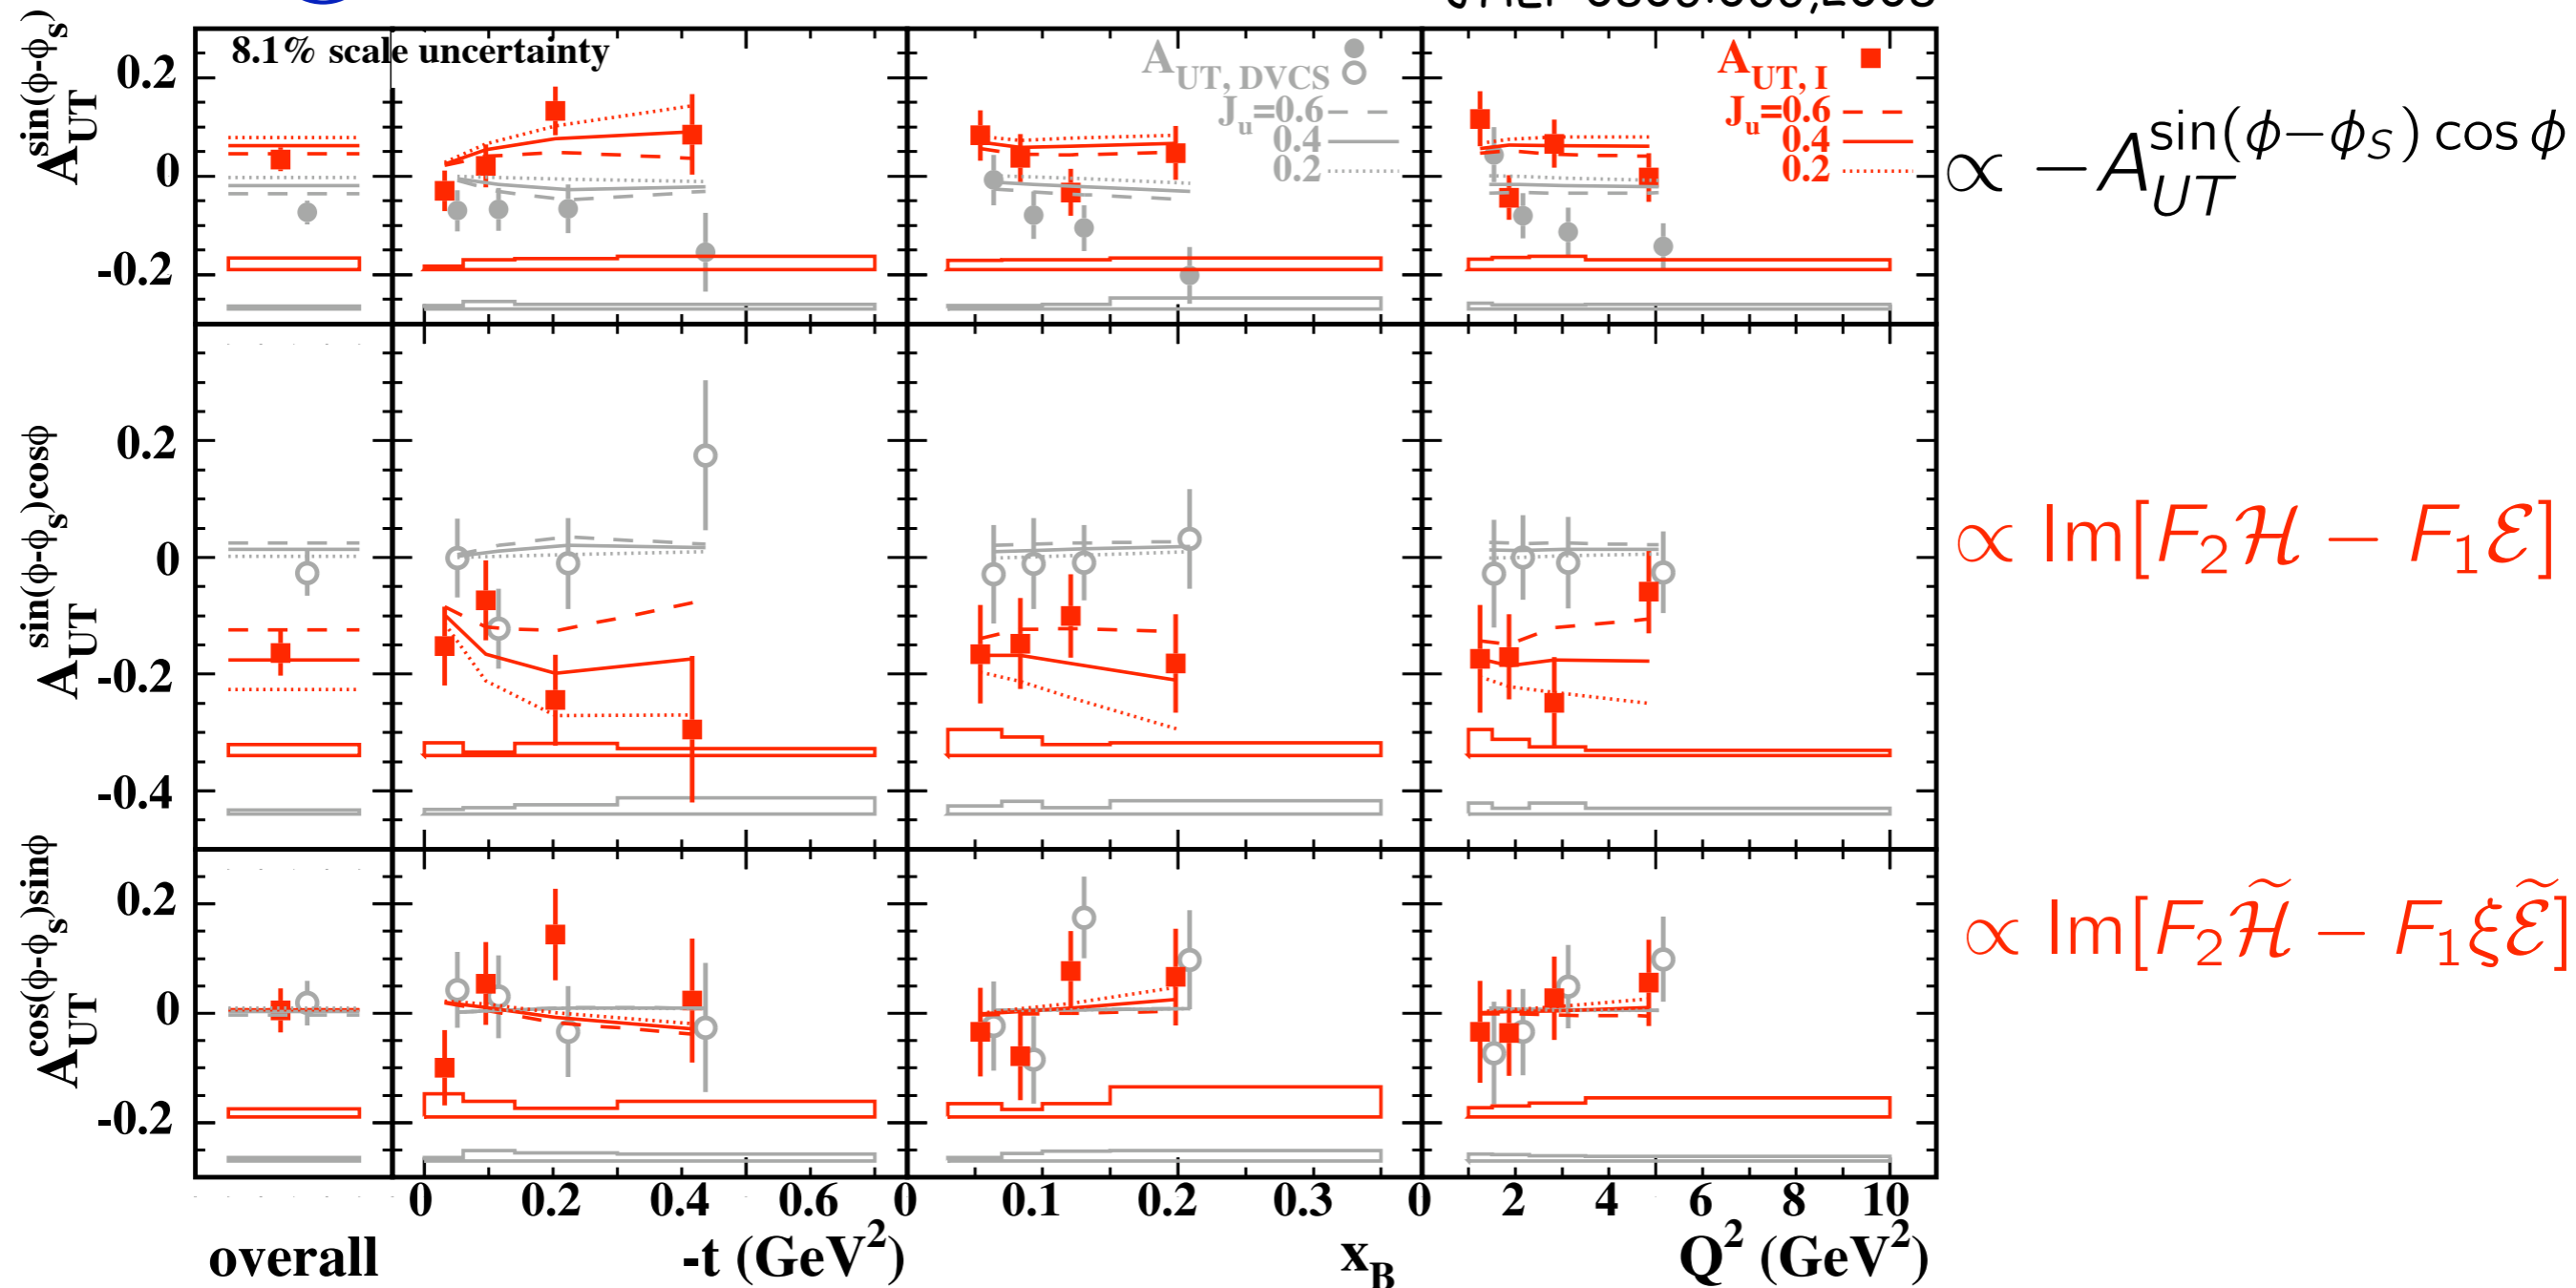 8.1% scale uncertainty
A_UT^sin(ϕ-ϕ_s)
0.2
0
-0.2
A_UT, DVCS
J_u=0.6
0.4
0.2
A_UT, I
J_u=0.6
0.4
0.2
∝ −A_UT^sin(ϕ−ϕ_S) cos ϕ
A_UT^sin(ϕ-ϕ_s)cosϕ
0.2
0
-0.2
-0.4
∝ Im[F₂ℋ − F₁ℰ]
A_UT^cos(ϕ-ϕ_s)sinϕ
0.2
0
-0.2
∝ Im[F₂ℋ̃ − F₁ξℰ̃]
0 0.2 0.4 0.6 0 0.1 0.2 0.3 0 2 4 6 8 10
overall -t (GeV²) x_B Q² (GeV²)